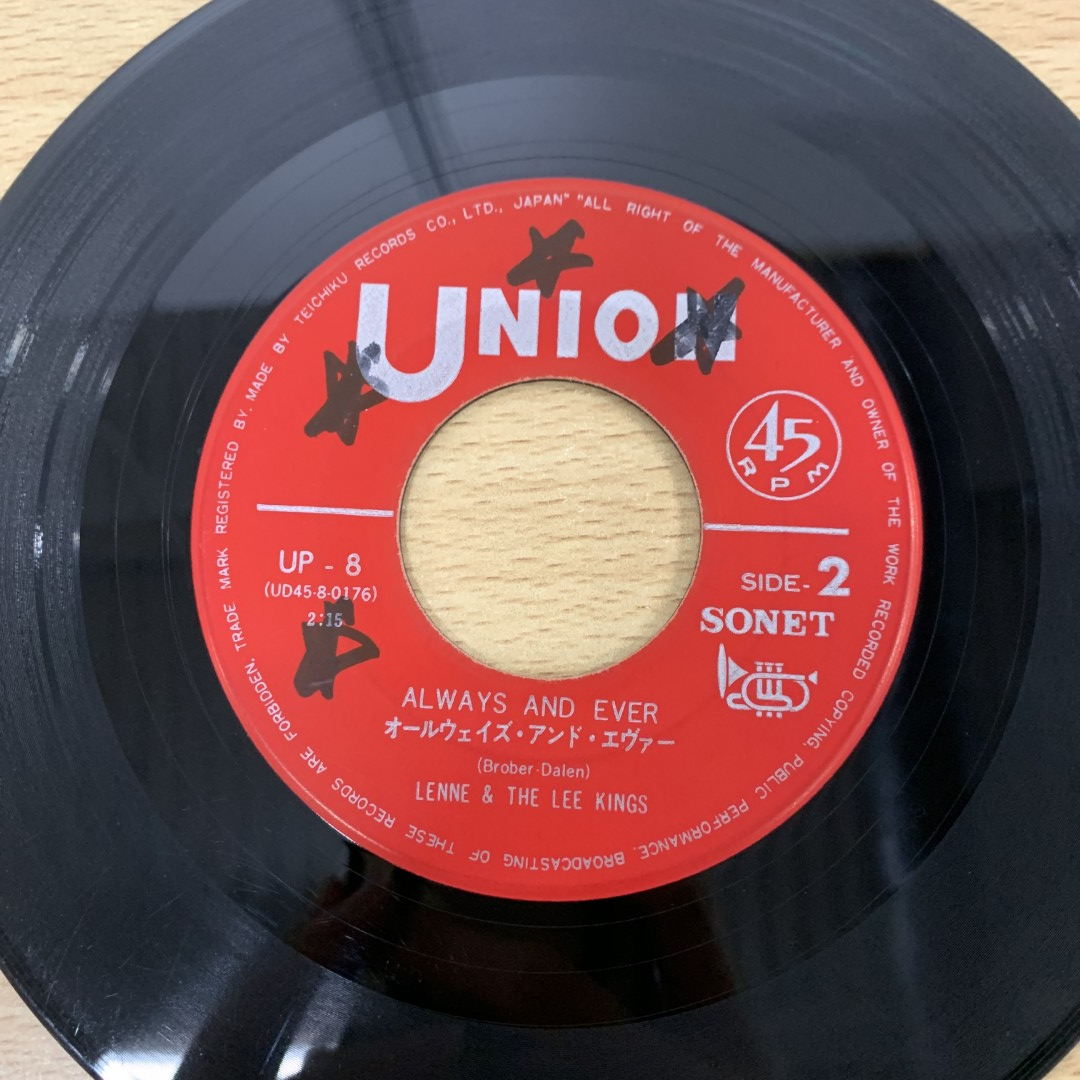 TRADE MARK REGISTERED BY. MADE BY TEICHIKU RECORDS CO., LTD., JAPAN" "ALL RIGHT OF THE MANUFACTURER AND OWNER OF THE WORK RECORDED COPYING, PUBLIC PERFORMANCE. BROADCASTING OF THESE RECORDS ARE FORBIDDEN.
UNION
45
RPM
UP - 8
(UD45-8-0176)
2:15
SIDE-2
SONET
ALWAYS AND EVER
オールウェイズ・アンド・エヴァー
(Brober-Dalen)
LENNE & THE LEE KINGS